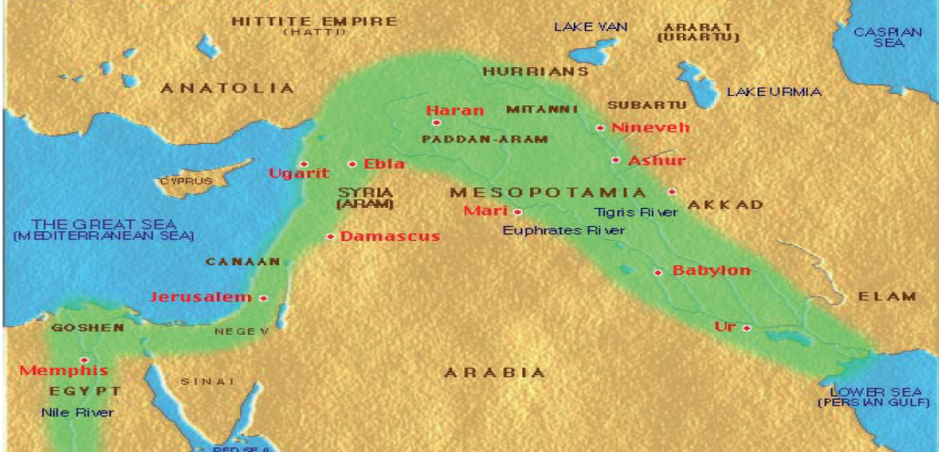 HITTITE EMPIRE
(HATTI)
LAKE VAN
ARARAT
(URARTU)
CASPIAN
SEA
HURRIANS
ANATOLIA
LAKE URMIA
Haran
MITANNI
SUBARTU
Nineveh
PADDAN-ARAM
Ashur
Ugarit
Ebla
CYPRUS
SYRIA
(ARAM)
MESOPOTAMIA
AKKAD
Mari
Tigris River
THE GREAT SEA
(MEDITERRANEAN SEA)
Euphrates River
Damascus
CANAAN
Babylon
Jerusalem
ELAM
GOSHEN
NEGEV
Ur
Memphis
SINAI
ARABIA
EGYPT
LOWER SEA
(PERSIAN GULF)
Nile River
RED SEA